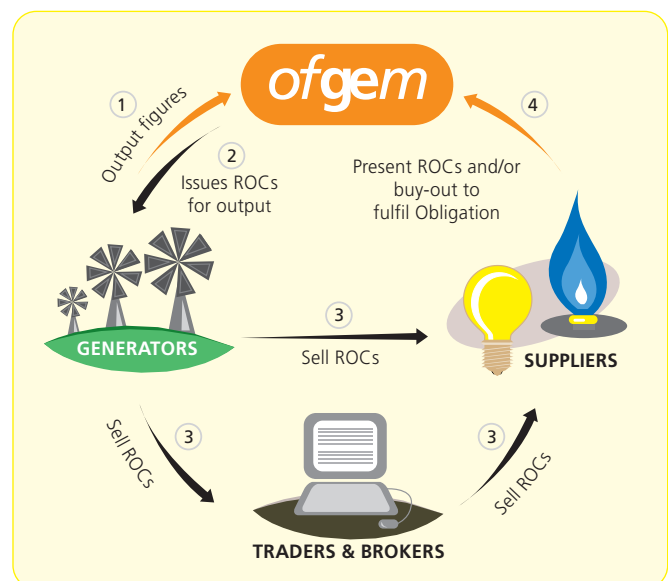 ofgem
1
Output figures
2
Issues ROCs
for output
4
Present ROCs and/or
buy-out to
fulfil Obligation
GENERATORS
3
Sell ROCs
SUPPLIERS
Sell ROCs
3
3
Sell ROCs
TRADERS & BROKERS